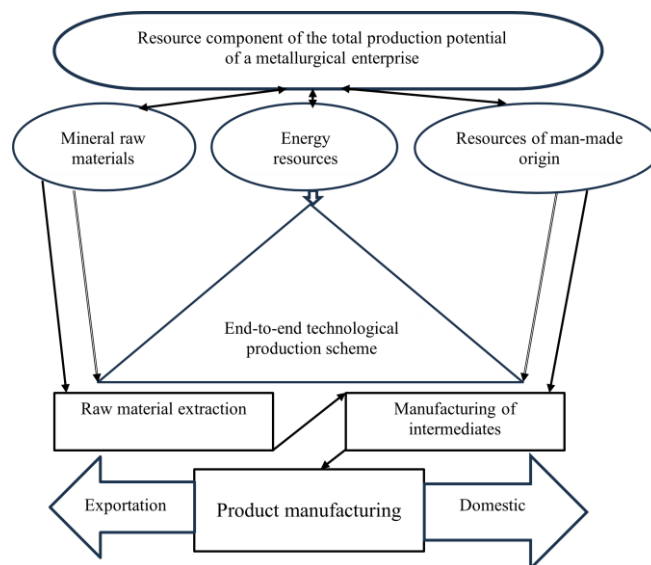 Resource component of the total production potential
of a metallurgical enterprise
Mineral raw
materials
Energy
resources
Resources of man-made
origin
End-to-end technological
production scheme
Raw material extraction
Manufacturing of
intermediates
Exportation
Product manufacturing
Domestic